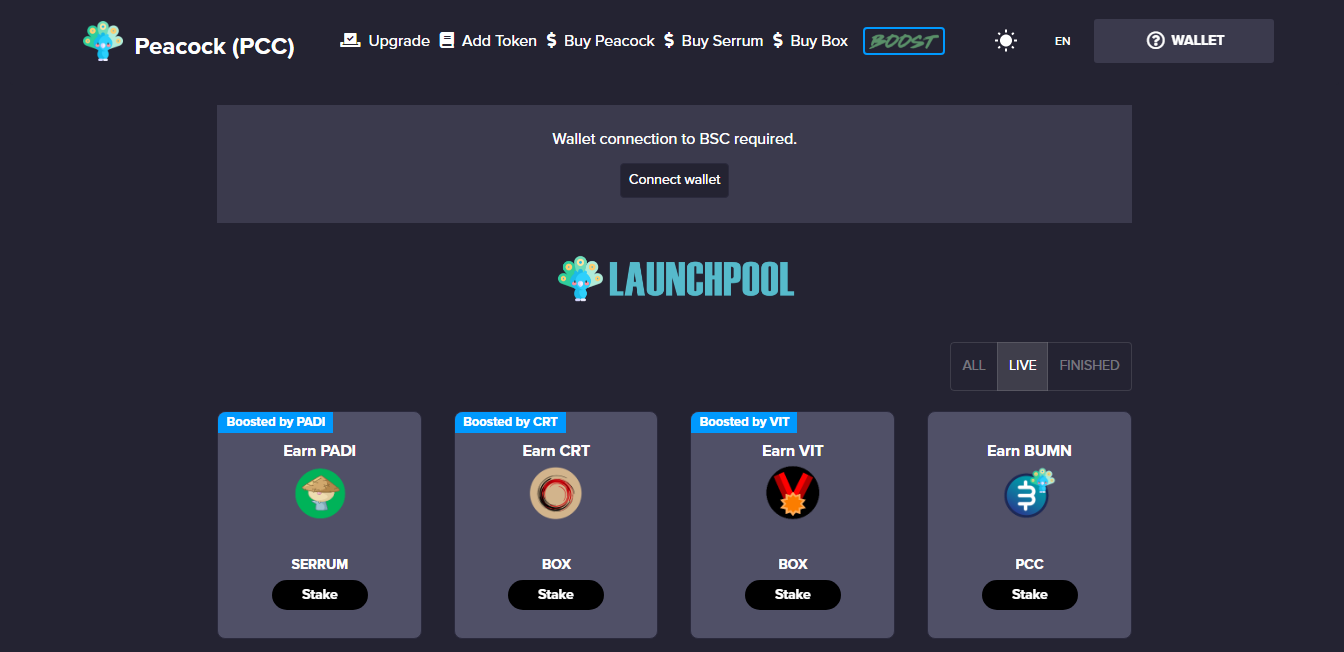 Peacock (PCC)
Upgrade
Add Token
$ Buy Peacock
$ Buy Serrum
$ Buy Box
BOOST
EN
WALLET
Wallet connection to BSC required.
Connect wallet
LAUNCHPOOL
ALL
LIVE
FINISHED
Boosted by PADI
Earn PADI
SERRUM
Stake
Boosted by CRT
Earn CRT
BOX
Stake
Boosted by VIT
Earn VIT
BOX
Stake
Earn BUMN
PCC
Stake